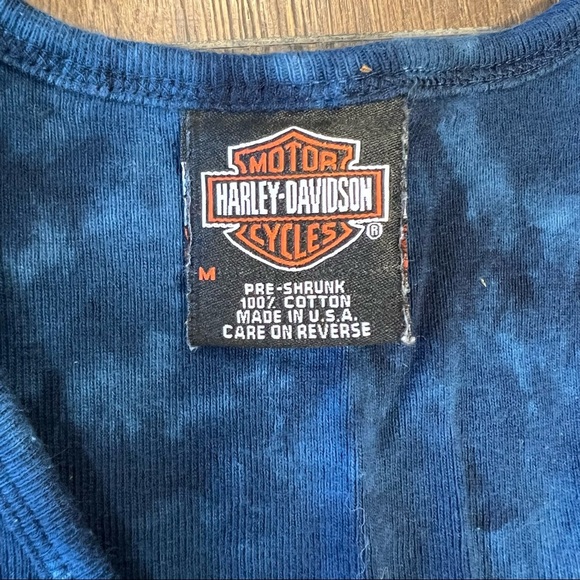 MOTOR
HARLEY-DAVIDSON
CYCLES ®
M
PRE-SHRUNK
100% COTTON
MADE IN U.S.A.
CARE ON REVERSE